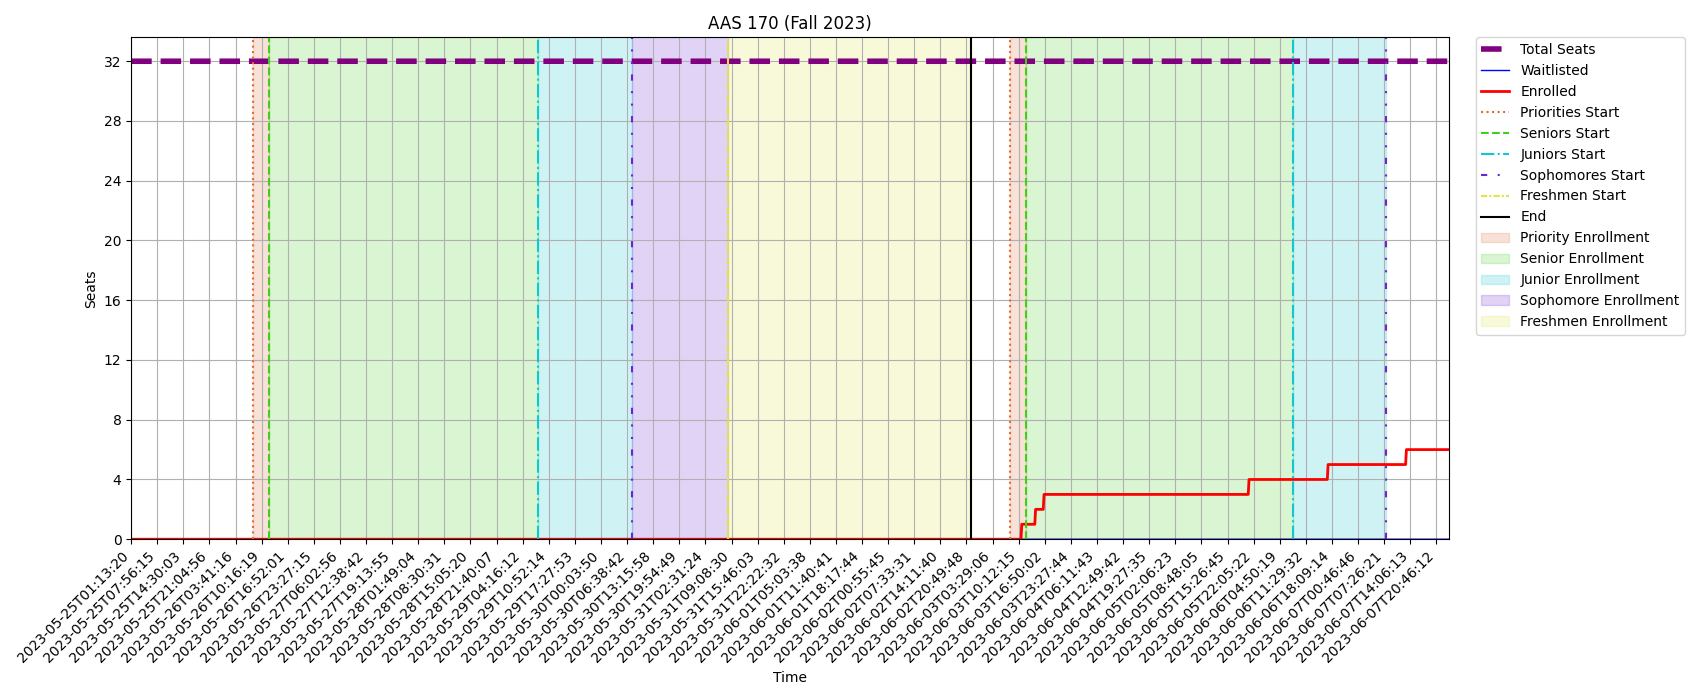 AAS 170 (Fall 2023)
Seats
32
28
24
20
16
12
8
4
0
2023-05-25T01:13:20
2023-05-25T07:56:15
2023-05-25T14:30:03
2023-05-25T21:04:56
2023-05-26T03:41:16
2023-05-26T10:16:19
2023-05-26T16:52:01
2023-05-26T23:27:15
2023-05-27T06:02:56
2023-05-27T12:38:42
2023-05-27T19:13:55
2023-05-28T01:49:04
2023-05-28T08:30:31
2023-05-28T15:05:20
2023-05-28T21:40:07
2023-05-29T04:16:12
2023-05-29T10:52:14
2023-05-29T17:27:53
2023-05-30T00:03:50
2023-05-30T06:38:42
2023-05-30T13:15:58
2023-05-30T19:54:49
2023-05-31T02:31:24
2023-05-31T09:08:30
2023-05-31T15:46:03
2023-05-31T22:22:32
2023-06-01T05:03:38
2023-06-01T11:40:41
2023-06-01T18:17:44
2023-06-02T00:55:45
2023-06-02T07:33:31
2023-06-02T14:11:40
2023-06-02T20:49:48
2023-06-03T03:29:06
2023-06-03T10:12:15
2023-06-03T16:50:02
2023-06-03T23:27:44
2023-06-04T06:11:43
2023-06-04T12:49:42
2023-06-04T19:27:35
2023-06-05T02:06:23
2023-06-05T08:48:05
2023-06-05T15:26:45
2023-06-05T22:05:22
2023-06-06T04:50:19
2023-06-06T11:29:32
2023-06-06T18:09:14
2023-06-07T00:46:46
2023-06-07T07:26:21
2023-06-07T14:06:13
2023-06-07T20:46:12
Time
Total Seats
Waitlisted
Enrolled
Priorities Start
Seniors Start
Juniors Start
Sophomores Start
Freshmen Start
End
Priority Enrollment
Senior Enrollment
Junior Enrollment
Sophomore Enrollment
Freshmen Enrollment